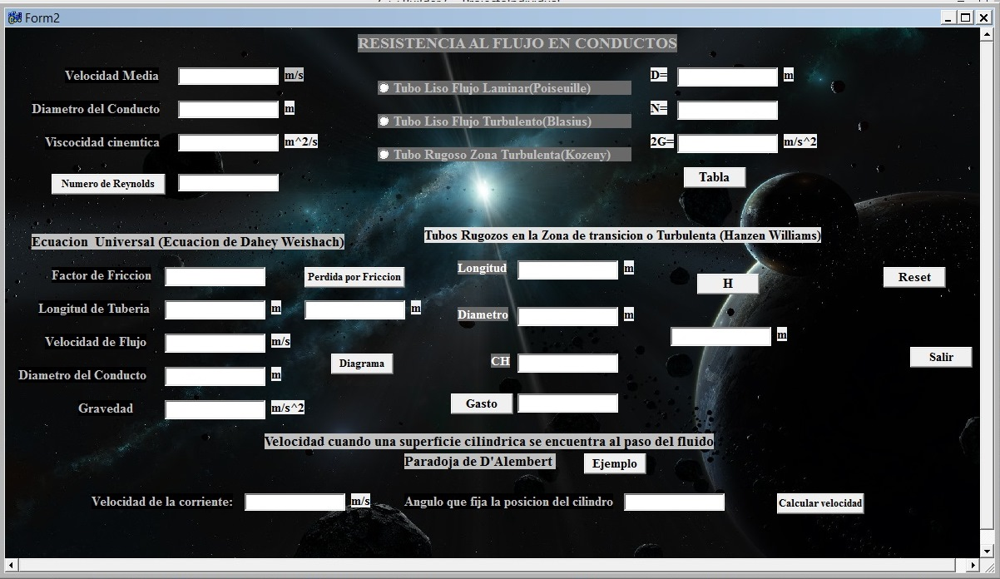 Form2
RESISTENCIA AL FLUJO EN CONDUCTOS
Velocidad Media m/s
Diametro del Conducto m
Viscocidad cinemtica m^2/s
Numero de Reynolds
Tubo Liso Flujo Laminar(Poiseuille)
Tubo Liso Flujo Turbulento(Blasius)
Tubo Rugoso Zona Turbulenta(Kozeny)
D= m
N=
2G= m/s^2
Tabla
Ecuacion Universal (Ecuacion de Dahey Weishach)
Factor de Friccion
Longitud de Tuberia m
Velocidad de Flujo m/s
Diametro del Conducto m
Gravedad m/s^2
Perdida por Friccion
m
Diagrama
Tubos Rugozos en la Zona de transicion o Turbulenta (Hanzen Williams)
Longitud m
Diametro m
CH
Gasto
H
m
Reset
Salir
Velocidad cuando una superficie cilindrica se encuentra al paso del fluido
Paradoja de D'Alembert
Ejemplo
Velocidad de la corriente: m/s
Angulo que fija la posicion del cilindro
Calcular velocidad